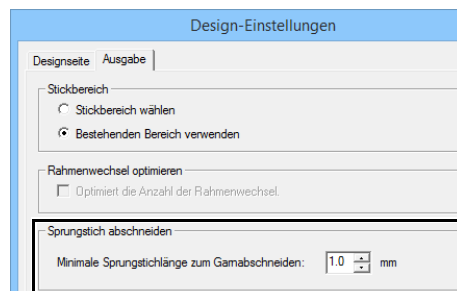 Design-Einstellungen
Designseite Ausgabe
Stickbereich
Stickbereich wählen
Bestehenden Bereich verwenden
Rahmenwechsel optimieren
Optimiert die Anzahl der Rahmenwechsel.
Sprungstich abschneiden
Minimale Sprungstichlänge zum Garnabschneiden: 1.0 mm